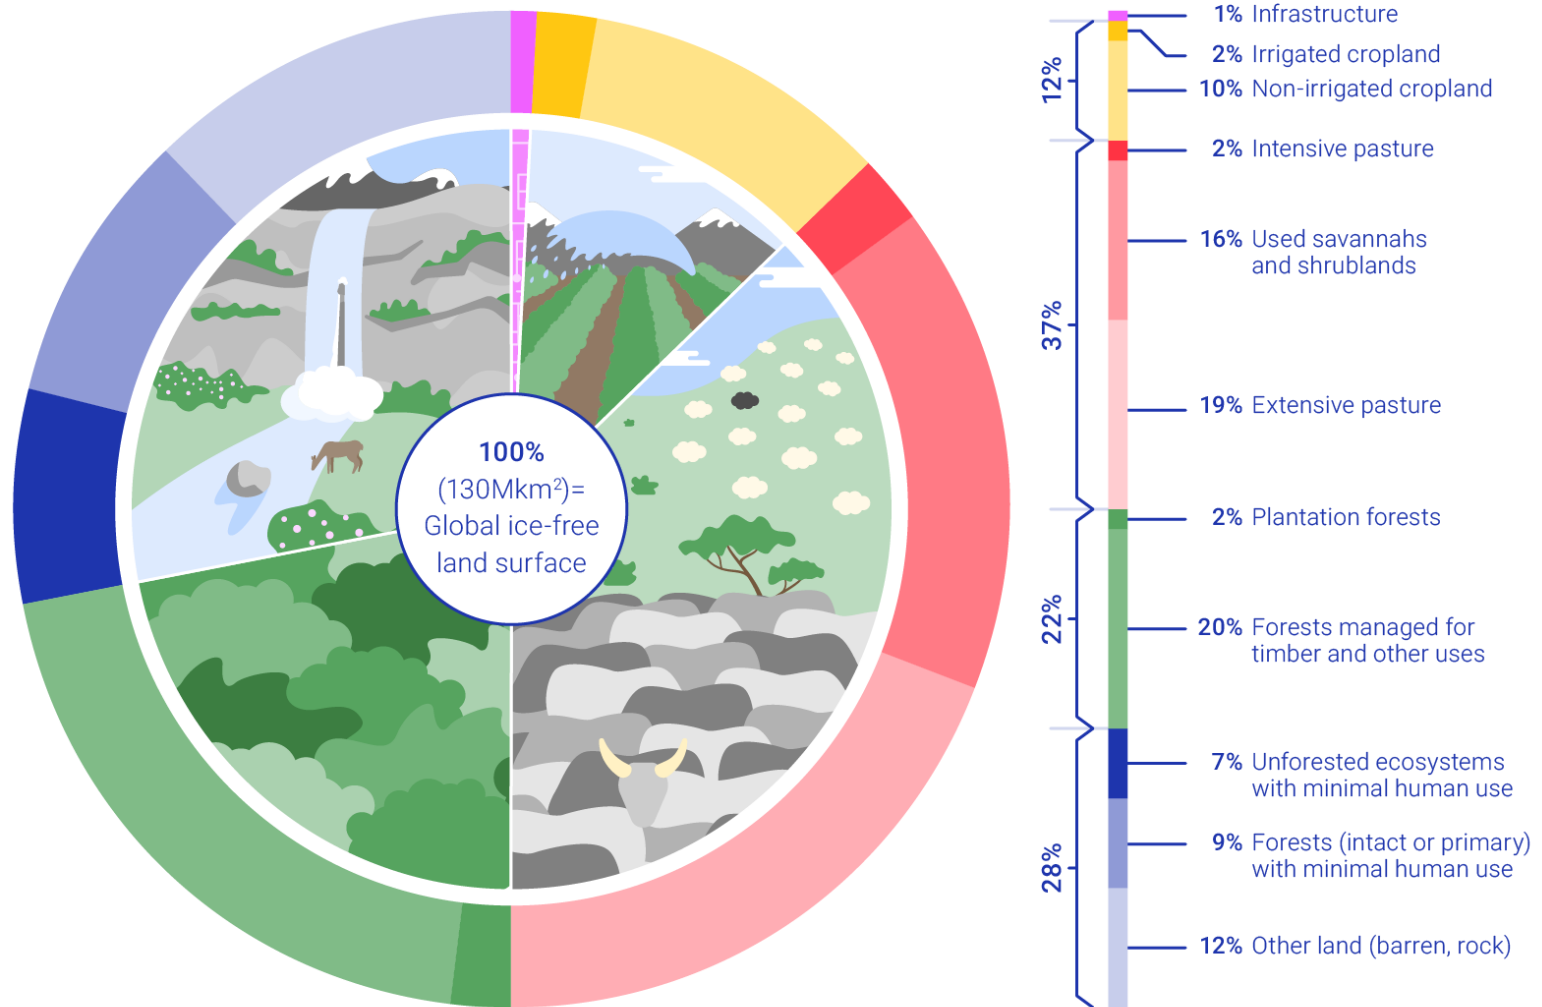 100%
(130Mkm²)=
Global ice-free
land surface
1% Infrastructure
12%
2% Irrigated cropland
10% Non-irrigated cropland
37%
2% Intensive pasture
16% Used savannahs
and shrublands
19% Extensive pasture
22%
2% Plantation forests
20% Forests managed for
timber and other uses
28%
7% Unforested ecosystems
with minimal human use
9% Forests (intact or primary)
with minimal human use
12% Other land (barren, rock)